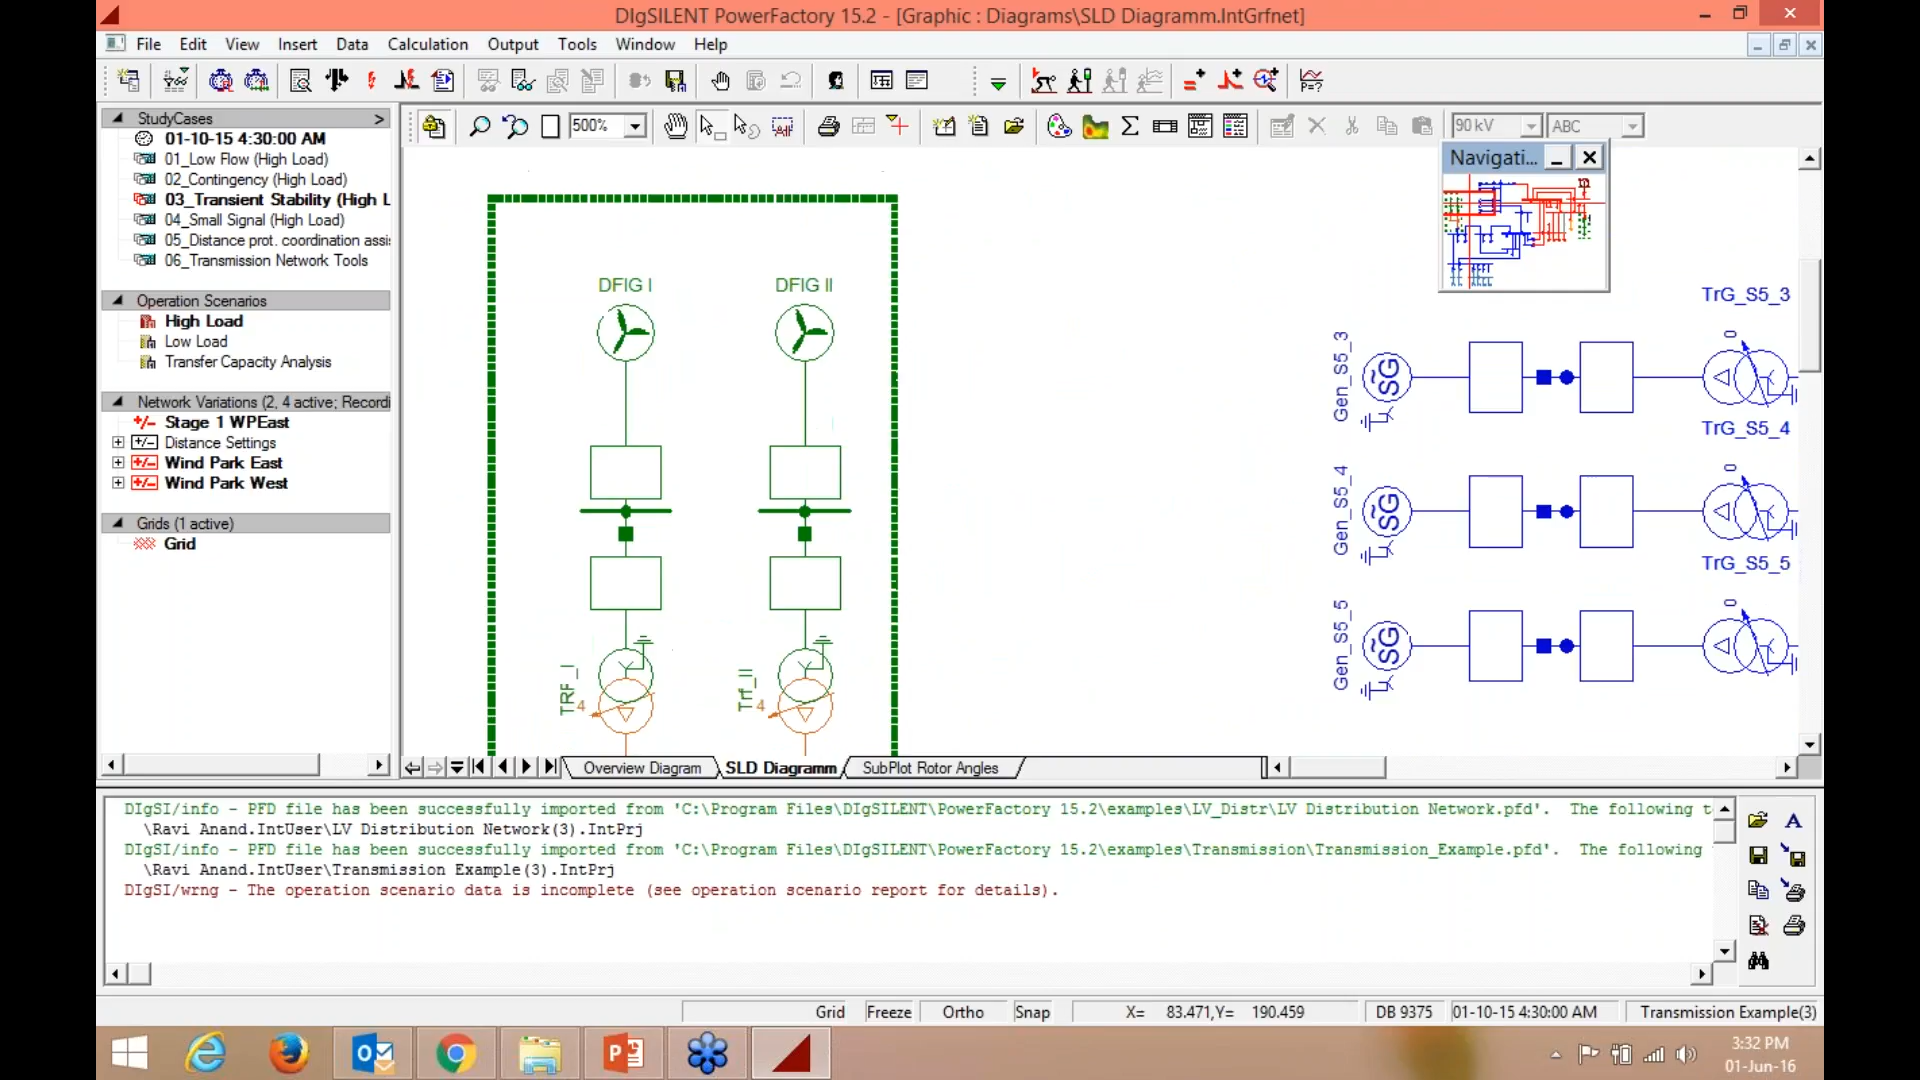 DIgSILENT PowerFactory 15.2 - [Graphic : Diagrams\SLD Diagramm.IntGrfnet]
File Edit View Insert Data Calculation Output Tools Window Help
500%
90 kV
ABC
StudyCases >
01-10-15 4:30:00 AM
01_Low Flow (High Load)
02_Contingency (High Load)
03_Transient Stability (High L
04_Small Signal (High Load)
05_Distance prot. coordination assi
06_Transmission Network Tools
Operation Scenarios
High Load
Low Load
Transfer Capacity Analysis
Network Variations (2, 4 active; Recordi
Stage 1 WPEast
Distance Settings
Wind Park East
Wind Park West
Grids (1 active)
Grid
Navigati...
DFIG I
DFIG II
TRF_I
4
Trf_II
4
TrG_S5_3
Gen_S5_3
SG
0
TrG_S5_4
Gen_S5_4
SG
0
TrG_S5_5
Gen_S5_5
SG
0
Overview Diagram
SLD Diagramm
SubPlot Rotor Angles
DIgSI/info - PFD file has been successfully imported from 'C:\Program Files\DIgSILENT\PowerFactory 15.2\examples\LV_Distr\LV Distribution Network.pfd'.  The following t
\Ravi Anand.IntUser\LV Distribution Network(3).IntPrj
DIgSI/info - PFD file has been successfully imported from 'C:\Program Files\DIgSILENT\PowerFactory 15.2\examples\Transmission\Transmission_Example.pfd'.  The following
\Ravi Anand.IntUser\Transmission Example(3).IntPrj
DIgSI/wrng - The operation scenario data is incomplete (see operation scenario report for details).
Grid Freeze Ortho Snap X= 83.471,Y= 190.459 DB 9375 01-10-15 4:30:00 AM Transmission Example(3)
3:32 PM
01-Jun-16